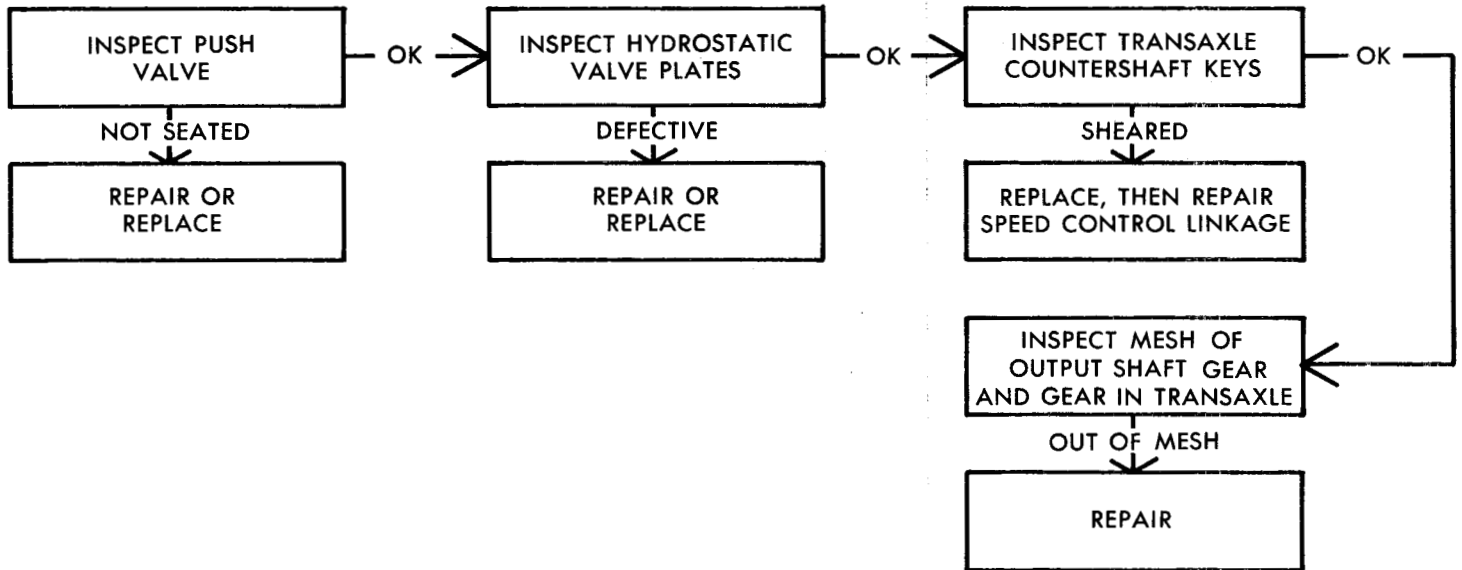 INSPECT PUSH
VALVE
OK
INSPECT HYDROSTATIC
VALVE PLATES
OK
INSPECT TRANSAXLE
COUNTERSHAFT KEYS
OK
NOT SEATED
DEFECTIVE
SHEARED
REPAIR OR
REPLACE
REPAIR OR
REPLACE
REPLACE, THEN REPAIR
SPEED CONTROL LINKAGE
INSPECT MESH OF
OUTPUT SHAFT GEAR
AND GEAR IN TRANSAXLE
OUT OF MESH
REPAIR